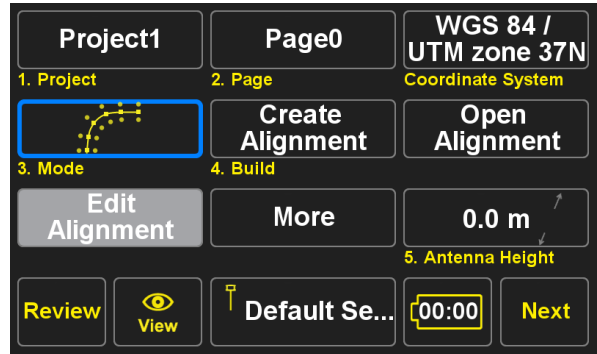 Project1
Page0
WGS 84 /
UTM zone 37N
1. Project
2. Page
Coordinate System
Create
Alignment
Open
Alignment
3. Mode
4. Build
Edit
Alignment
More
0.0 m
5. Antenna Height
Review
View
Default Se...
00:00
Next